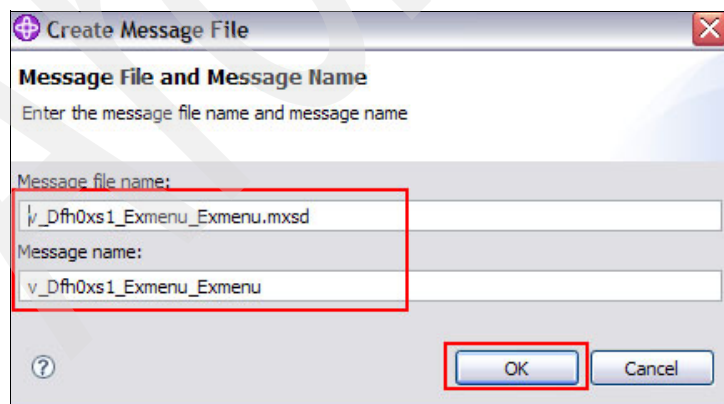 Create Message File
Message File and Message Name
Enter the message file name and message name
Message file name:
v_Dfh0xs1_Exmenu_Exmenu.mxsd
Message name:
v_Dfh0xs1_Exmenu_Exmenu
?
OK Cancel